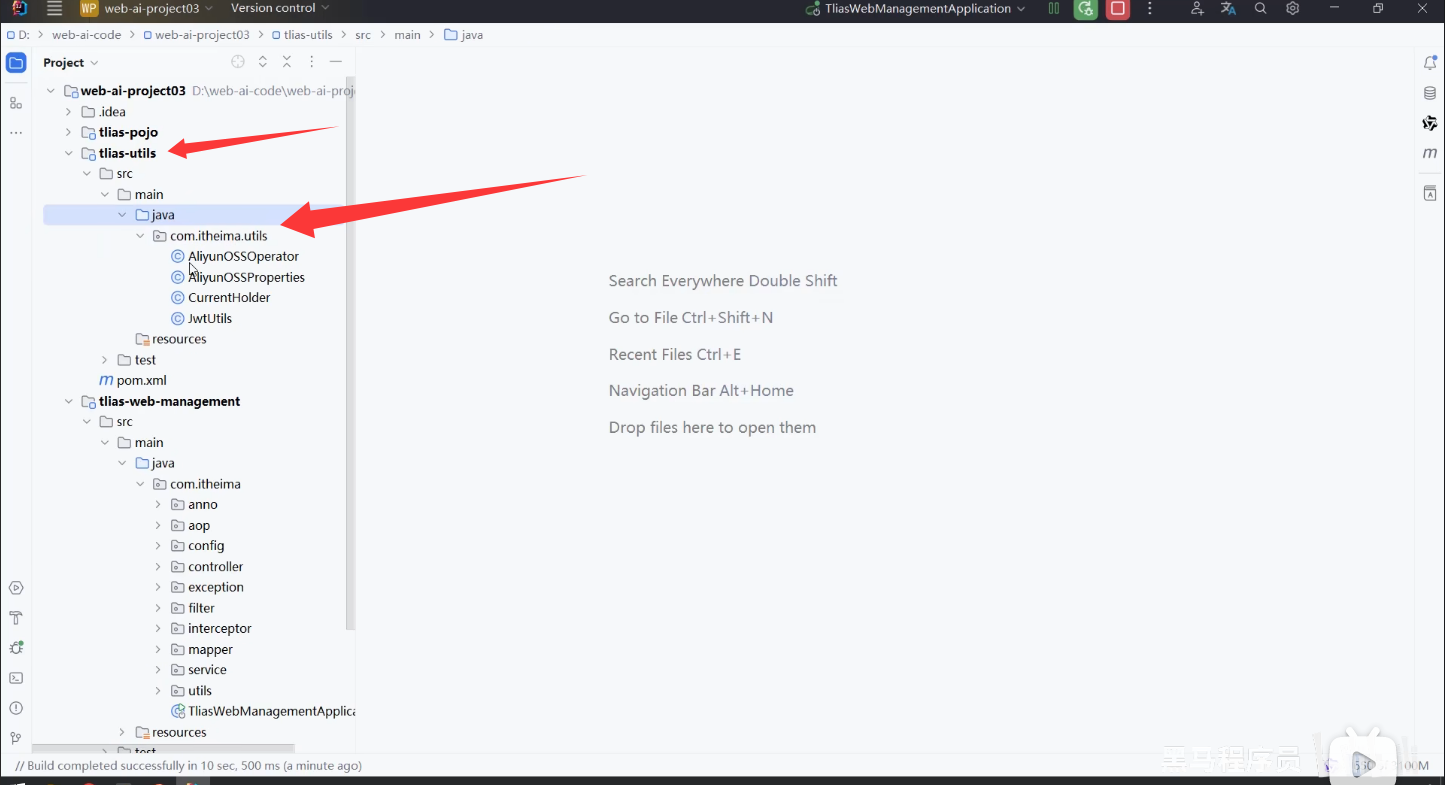 WP web-ai-project03 Version control TliasWebManagementApplication
D: web-ai-code web-ai-project03 tlias-utils src main java
Project
web-ai-project03 D:\web-ai-code\web-ai-proj
.idea
tlias-pojo
tlias-utils
src
main
java
com.itheima.utils
AliyunOSSOperator
AliyunOSSProperties
CurrentHolder
JwtUtils
resources
test
pom.xml
tlias-web-management
src
main
java
com.itheima
anno
aop
config
controller
exception
filter
interceptor
mapper
service
utils
TliasWebManagementApplica
resources
test
Search Everywhere Double Shift
Go to File Ctrl+Shift+N
Recent Files Ctrl+E
Navigation Bar Alt+Home
Drop files here to open them
// Build completed successfully in 10 sec, 500 ms (a minute ago)
黑马程序员